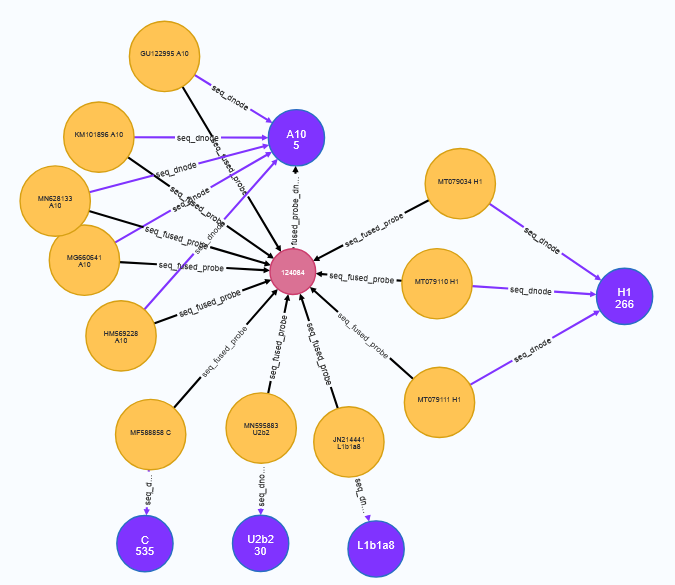 GU122995 A10
seq_dnode
KM101896 A10
seq_dnode
seq_fused_probe
A10
5
seq_dnode
MN628133
A10
seq_dnode
seq_fused_probe
seq_dnode
fused_probe_dn...
MT079034 H1
seq_dnode
seq_fused_probe
seq_fused_probe
MG660641
A10
seq_fused_probe
124064
seq_fused_probe
MT079110 H1
seq_dnode
H1
266
HM569228
A10
seq_fused_probe
seq_fused_probe
seq_fused_probe
seq_fused_probe
seq_fused_probe
seq_dnode
MT079111 H1
MF588858 C
MN595883
U2b2
JN214441
L1b1a8
seq_d...
seq_dno...
seq_dn...
C
535
U2b2
30
L1b1a8